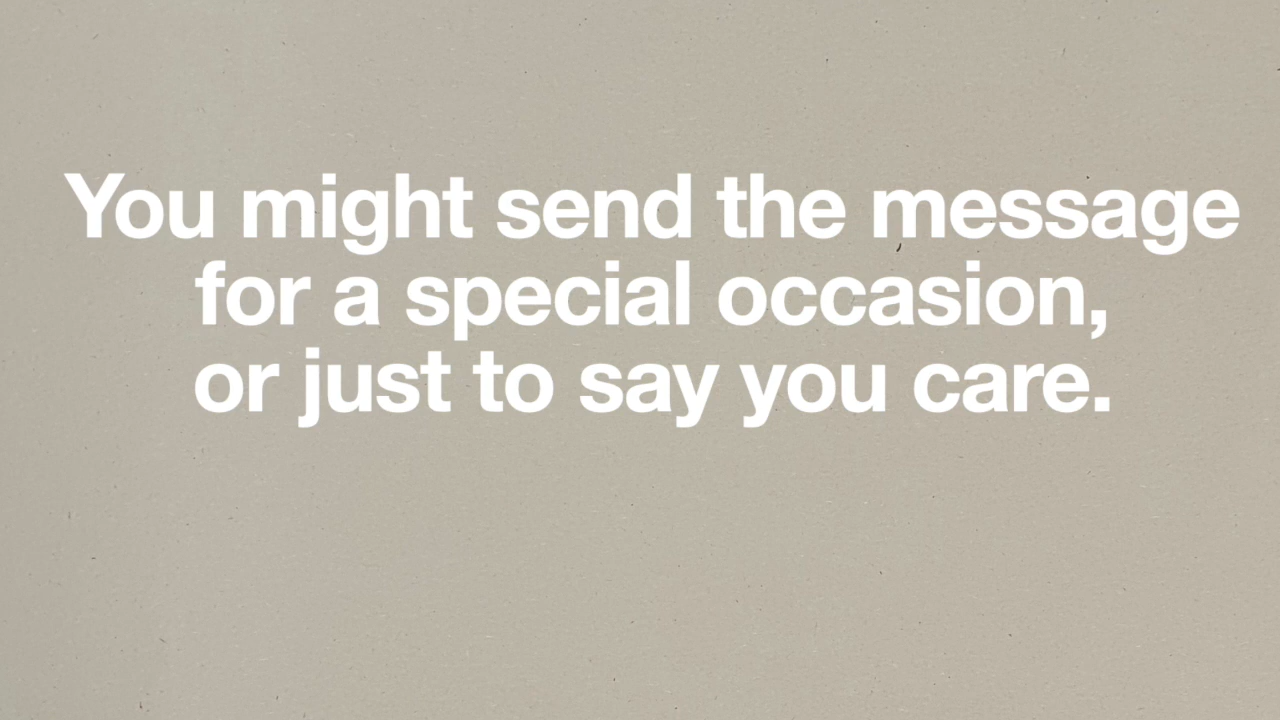 You might send the message
for a special occasion,
or just to say you care.